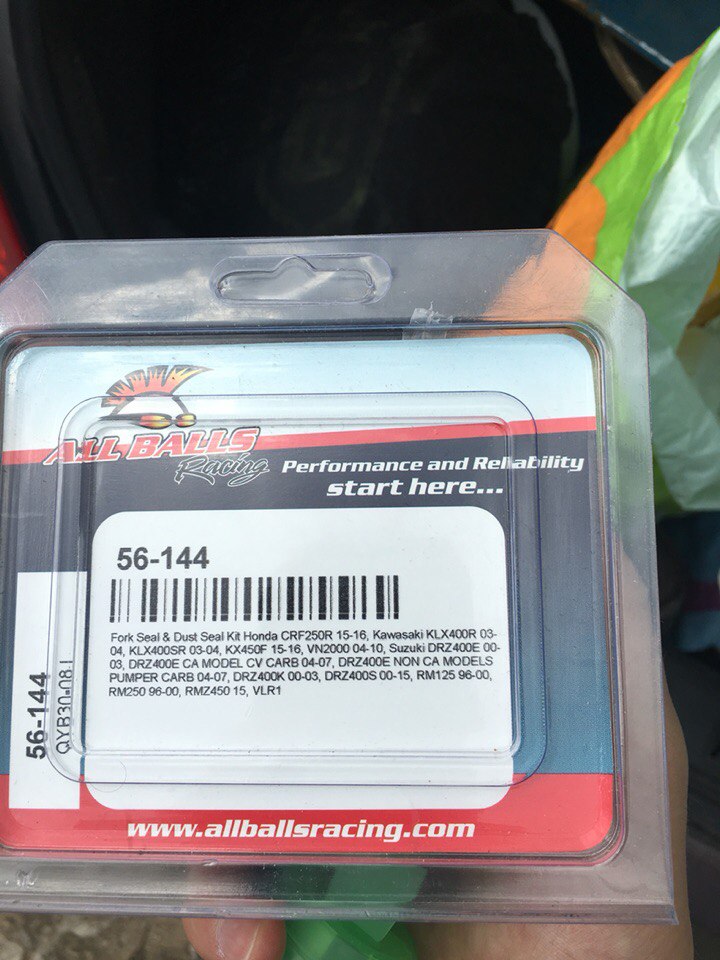 ALL BALLS
Racing
Performance and Reliability
start here...
56-144
Fork Seal & Dust Seal Kit Honda CRF250R 15-16, Kawasaki KLX400R 03-
04, KLX400SR 03-04, KX450F 15-16, VN2000 04-10, Suzuki DRZ400E 00-
03, DRZ400E CA MODEL CV CARB 04-07, DRZ400E NON CA MODELS
PUMPER CARB 04-07, DRZ400K 00-03, DRZ400S 00-15, RM125 96-00,
RM250 96-00, RMZ450 15, VLR1
56-144
www.allballsracing.com